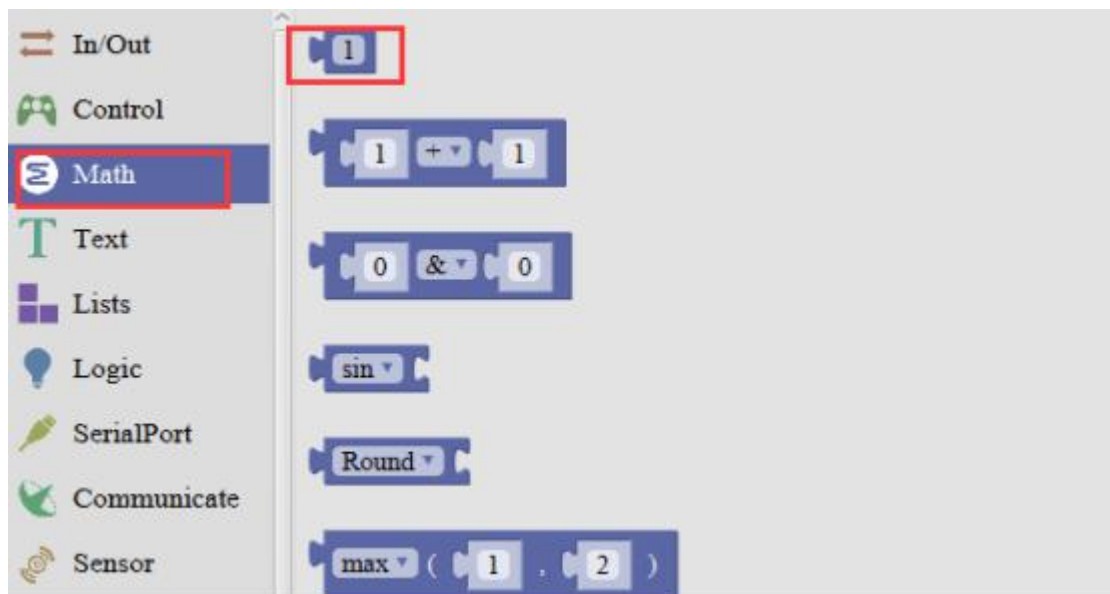 In/Out
Control
Math
Text
Lists
Logic
SerialPort
Communicate
Sensor
1
1 + 1
0 & 0
sin
Round
max ( 1 , 2 )